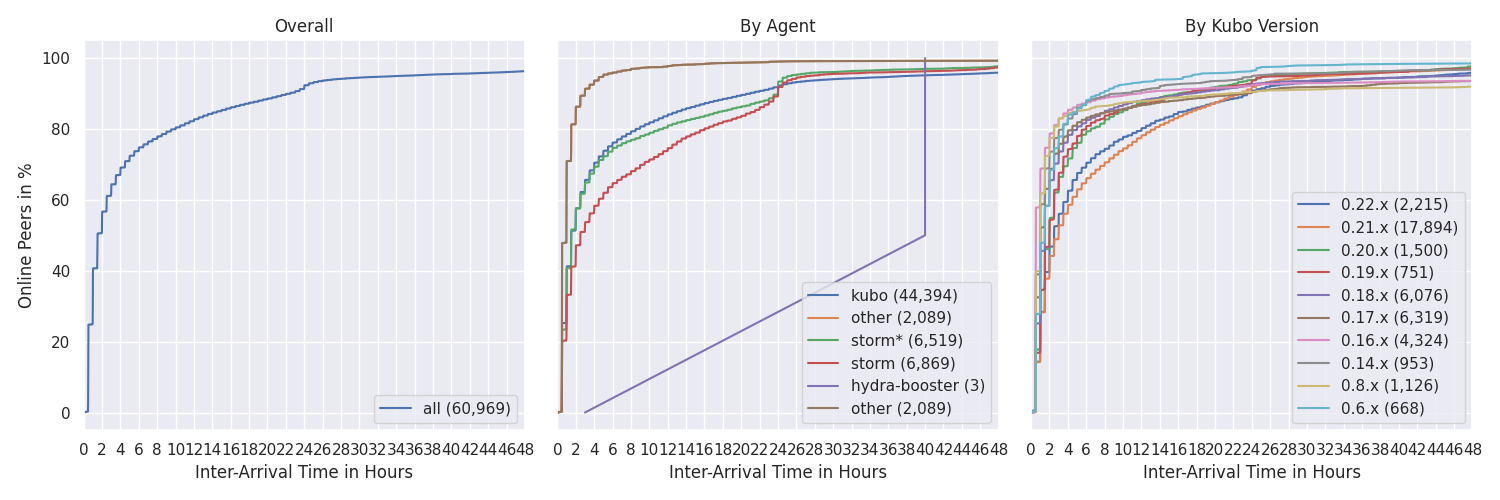 Overall
By Agent
By Kubo Version
Online Peers in %
100
80
60
40
20
0
0 2 4 6 8 10 12 14 16 18 20 22 24 26 28 30 32 34 36 38 40 42 44 46 48
Inter-Arrival Time in Hours
all (60,969)
0 2 4 6 8 10 12 14 16 18 20 22 24 26 28 30 32 34 36 38 40 42 44 46 48
Inter-Arrival Time in Hours
kubo (44,394)
other (2,089)
storm* (6,519)
storm (6,869)
hydra-booster (3)
other (2,089)
0 2 4 6 8 10 12 14 16 18 20 22 24 26 28 30 32 34 36 38 40 42 44 46 48
Inter-Arrival Time in Hours
0.22.x (2,215)
0.21.x (17,894)
0.20.x (1,500)
0.19.x (751)
0.18.x (6,076)
0.17.x (6,319)
0.16.x (4,324)
0.14.x (953)
0.8.x (1,126)
0.6.x (668)